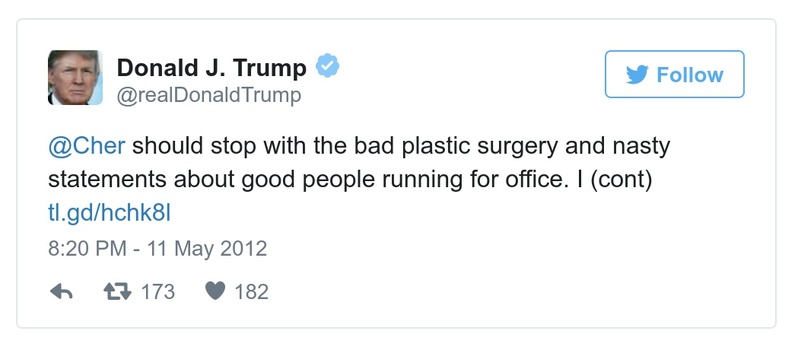 Donald J. Trump
@realDonaldTrump
Follow
@Cher should stop with the bad plastic surgery and nasty
statements about good people running for office. I (cont)
tl.gd/hchk8l
8:20 PM - 11 May 2012
173 182